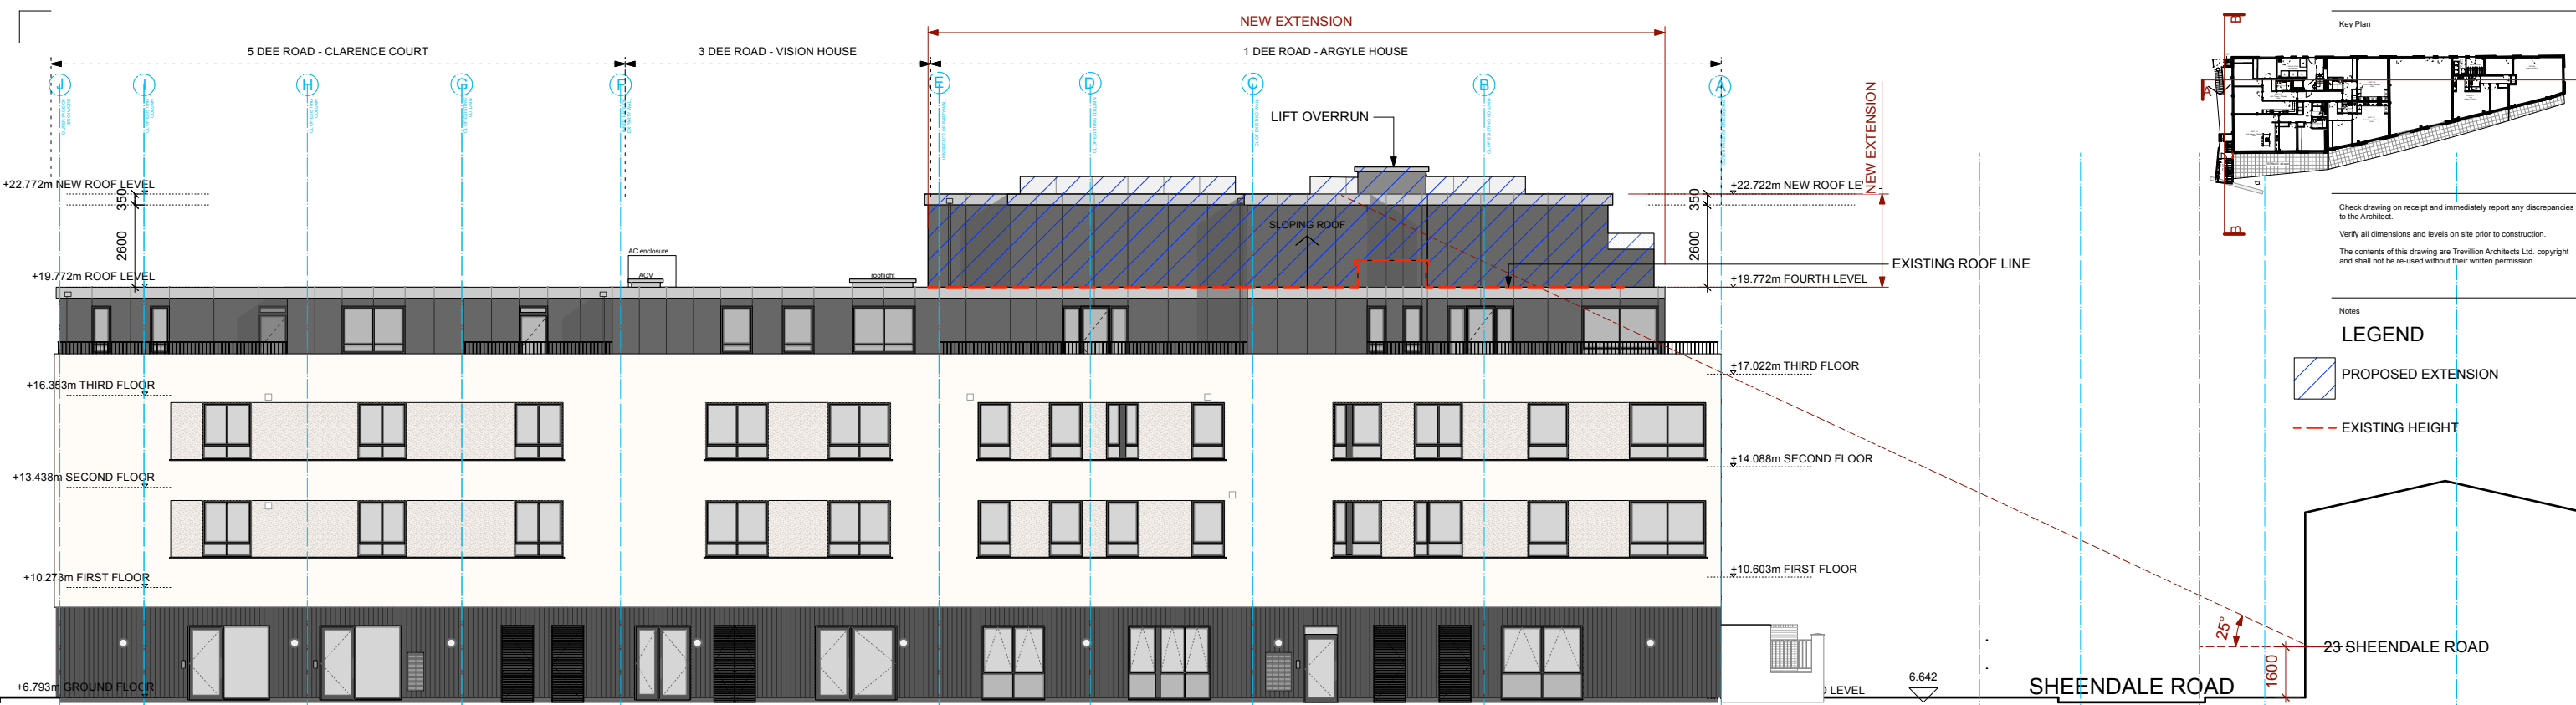 NEW EXTENSION
5 DEE ROAD - CLARENCE COURT
3 DEE ROAD - VISION HOUSE
1 DEE ROAD - ARGYLE HOUSE
J
I
H
G
F
E
D
C
B
A
LIFT OVERRUN
NEW EXTENSION
+22.772m NEW ROOF LEVEL
350
2600
+19.772m ROOF LEVEL
AC enclosure
AOV
rooflight
SLOPING ROOF
+22.722m NEW ROOF LE
350
2600
+19.772m FOURTH LEVEL
EXISTING ROOF LINE
+16.353m THIRD FLOOR
+17.022m THIRD FLOOR
+13.438m SECOND FLOOR
+14.088m SECOND FLOOR
+10.273m FIRST FLOOR
+10.603m FIRST FLOOR
+6.793m GROUND FLOOR
LEVEL
6.642
SHEENDALE ROAD
25°
1600
23 SHEENDALE ROAD
Key Plan
B
A
B
Check drawing on receipt and immediately report any discrepancies
to the Architect.
Verify all dimensions and levels on site prior to construction.
The contents of this drawing are Trevillion Architects Ltd. copyright
and shall not be re-used without their written permission.
Notes
LEGEND
PROPOSED EXTENSION
EXISTING HEIGHT